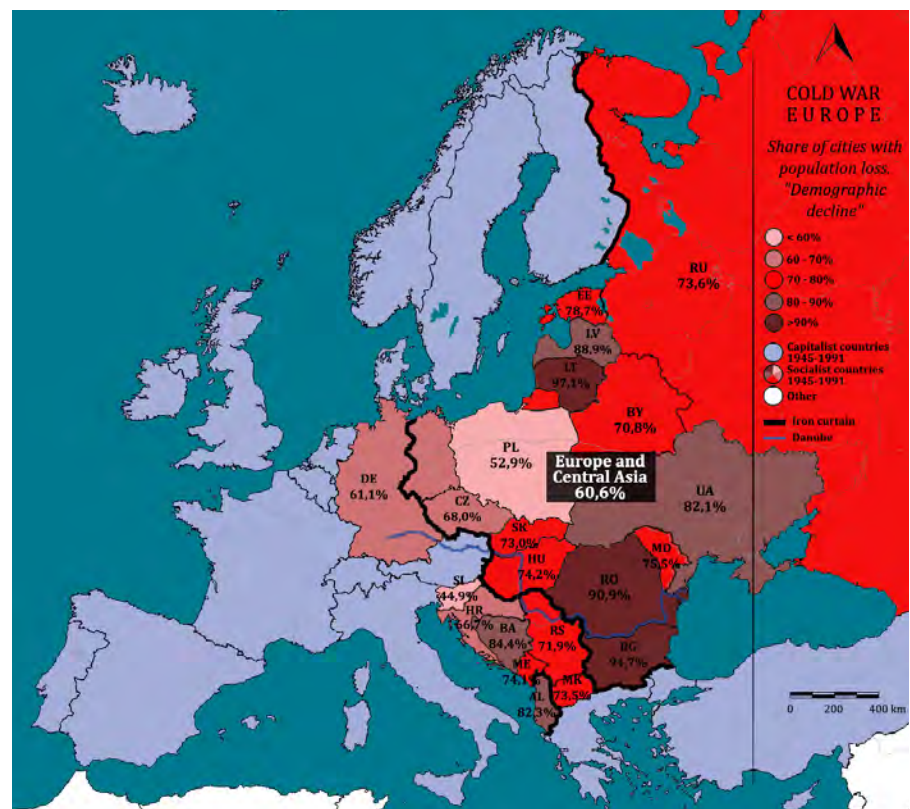 COLD WAR
EUROPE
Share of cities with
population loss.
"Demographic
decline"
< 60%
60 - 70%
70 - 80%
80 - 90%
>90%
Capitalist countries
1945-1991
Socialist countries
1945-1991
Other
Iron curtain
Danube
RU
73,6%
EE
78,7%
LV
88,9%
LT
97,1%
BY
70,8%
PL
52,9%
Europe and
Central Asia
60,6%
DE
61,1%
UA
82,1%
CZ
68,0%
SK
73,0%
MD
75,5%
HU
74,2%
RO
90,9%
SI
44,9%
HR
66,7%
BA
84,4%
RS
71,9%
BG
94,7%
ME
74,1%
MK
73,5%
AL
82,3%
0 200 400 km